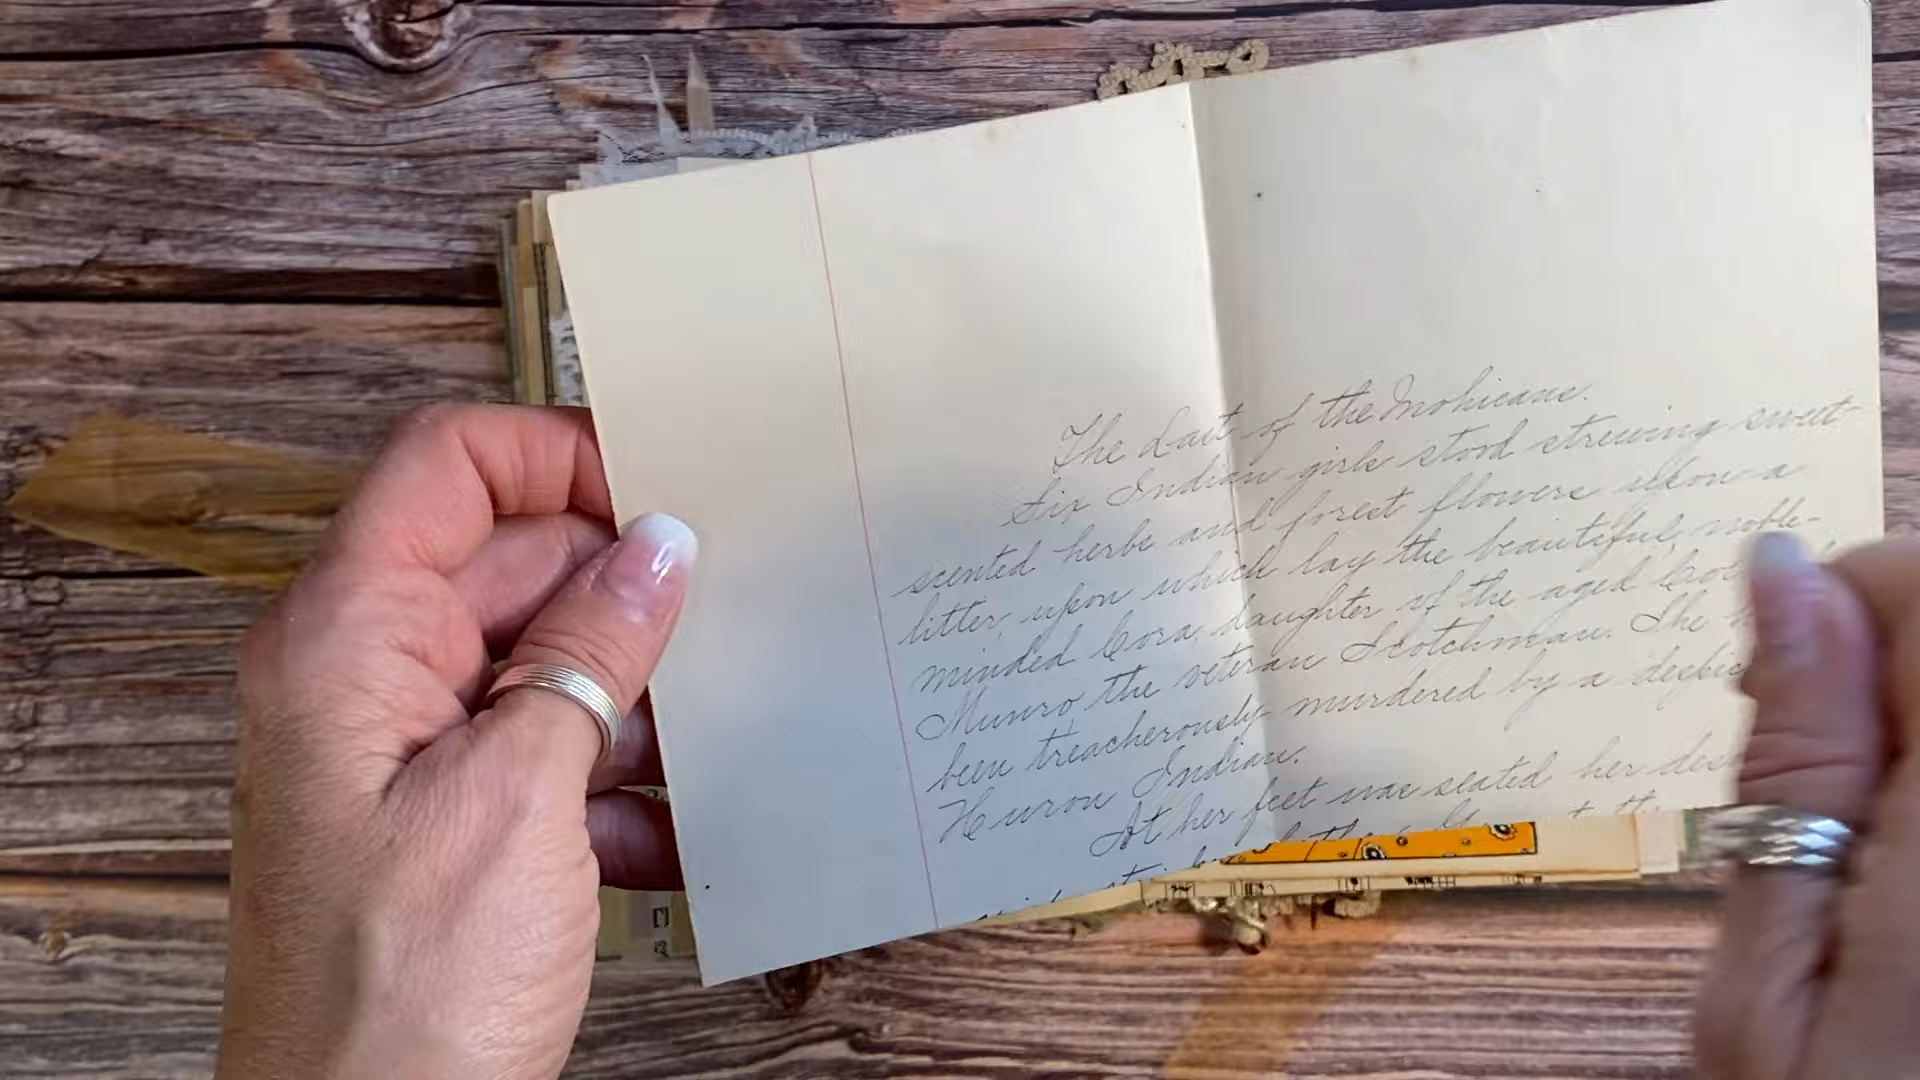 The Last of the Mohicans.
Six Indian girls stood strewing sweet-
scented herbs and forest flowers upon a
litter, upon which lay the beautiful, noble-
minded Cora, daughter of the aged
Munro, the veteran Scotchman. The
been treacherously murdered by a
Huron Indian.
At her feet was seated her